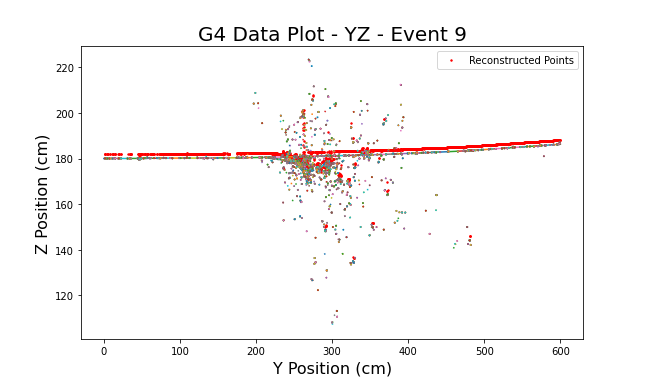 G4 Data Plot - YZ - Event 9
Reconstructed Points
220
200
180
160
140
120
Z Position (cm)
0 100 200 300 400 500 600
Y Position (cm)